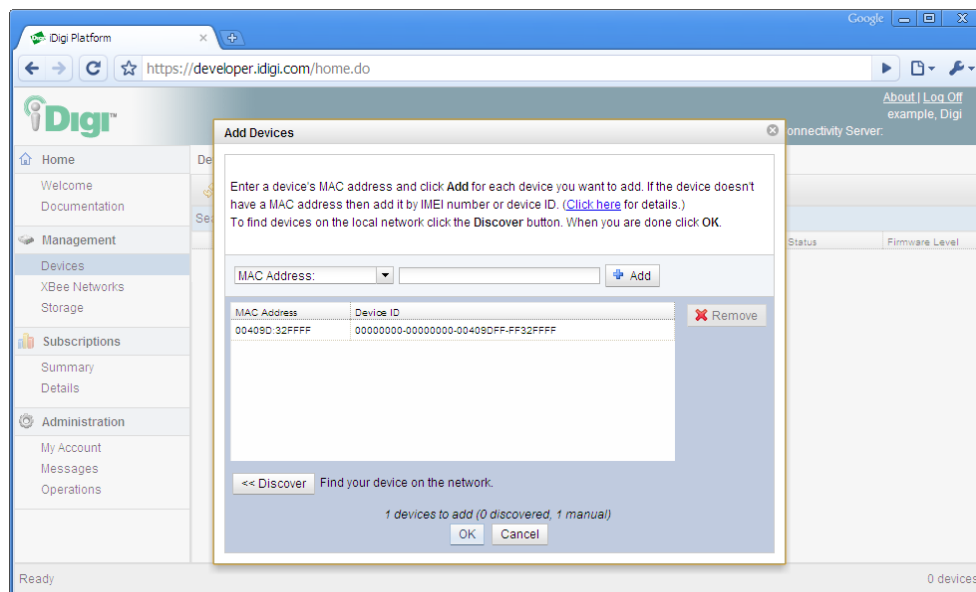 Google
iDigi Platform
https://developer.idigi.com/home.do
iDigi™
About | Log Off
example, Digi
onnectivity Server:
Home
Welcome
Documentation
Management
Devices
XBee Networks
Storage
Subscriptions
Summary
Details
Administration
My Account
Messages
Operations
De
Sea
Status
Firmware Level
Add Devices
Enter a device's MAC address and click Add for each device you want to add. If the device doesn't
have a MAC address then add it by IMEI number or device ID. (Click here for details.)
To find devices on the local network click the Discover button. When you are done click OK.
MAC Address:
Add
MAC Address Device ID
00409D:32FFFF 00000000-00000000-00409DFF-FF32FFFF
Remove
<< Discover Find your device on the network.
1 devices to add (0 discovered, 1 manual)
OK Cancel
Ready
0 devices